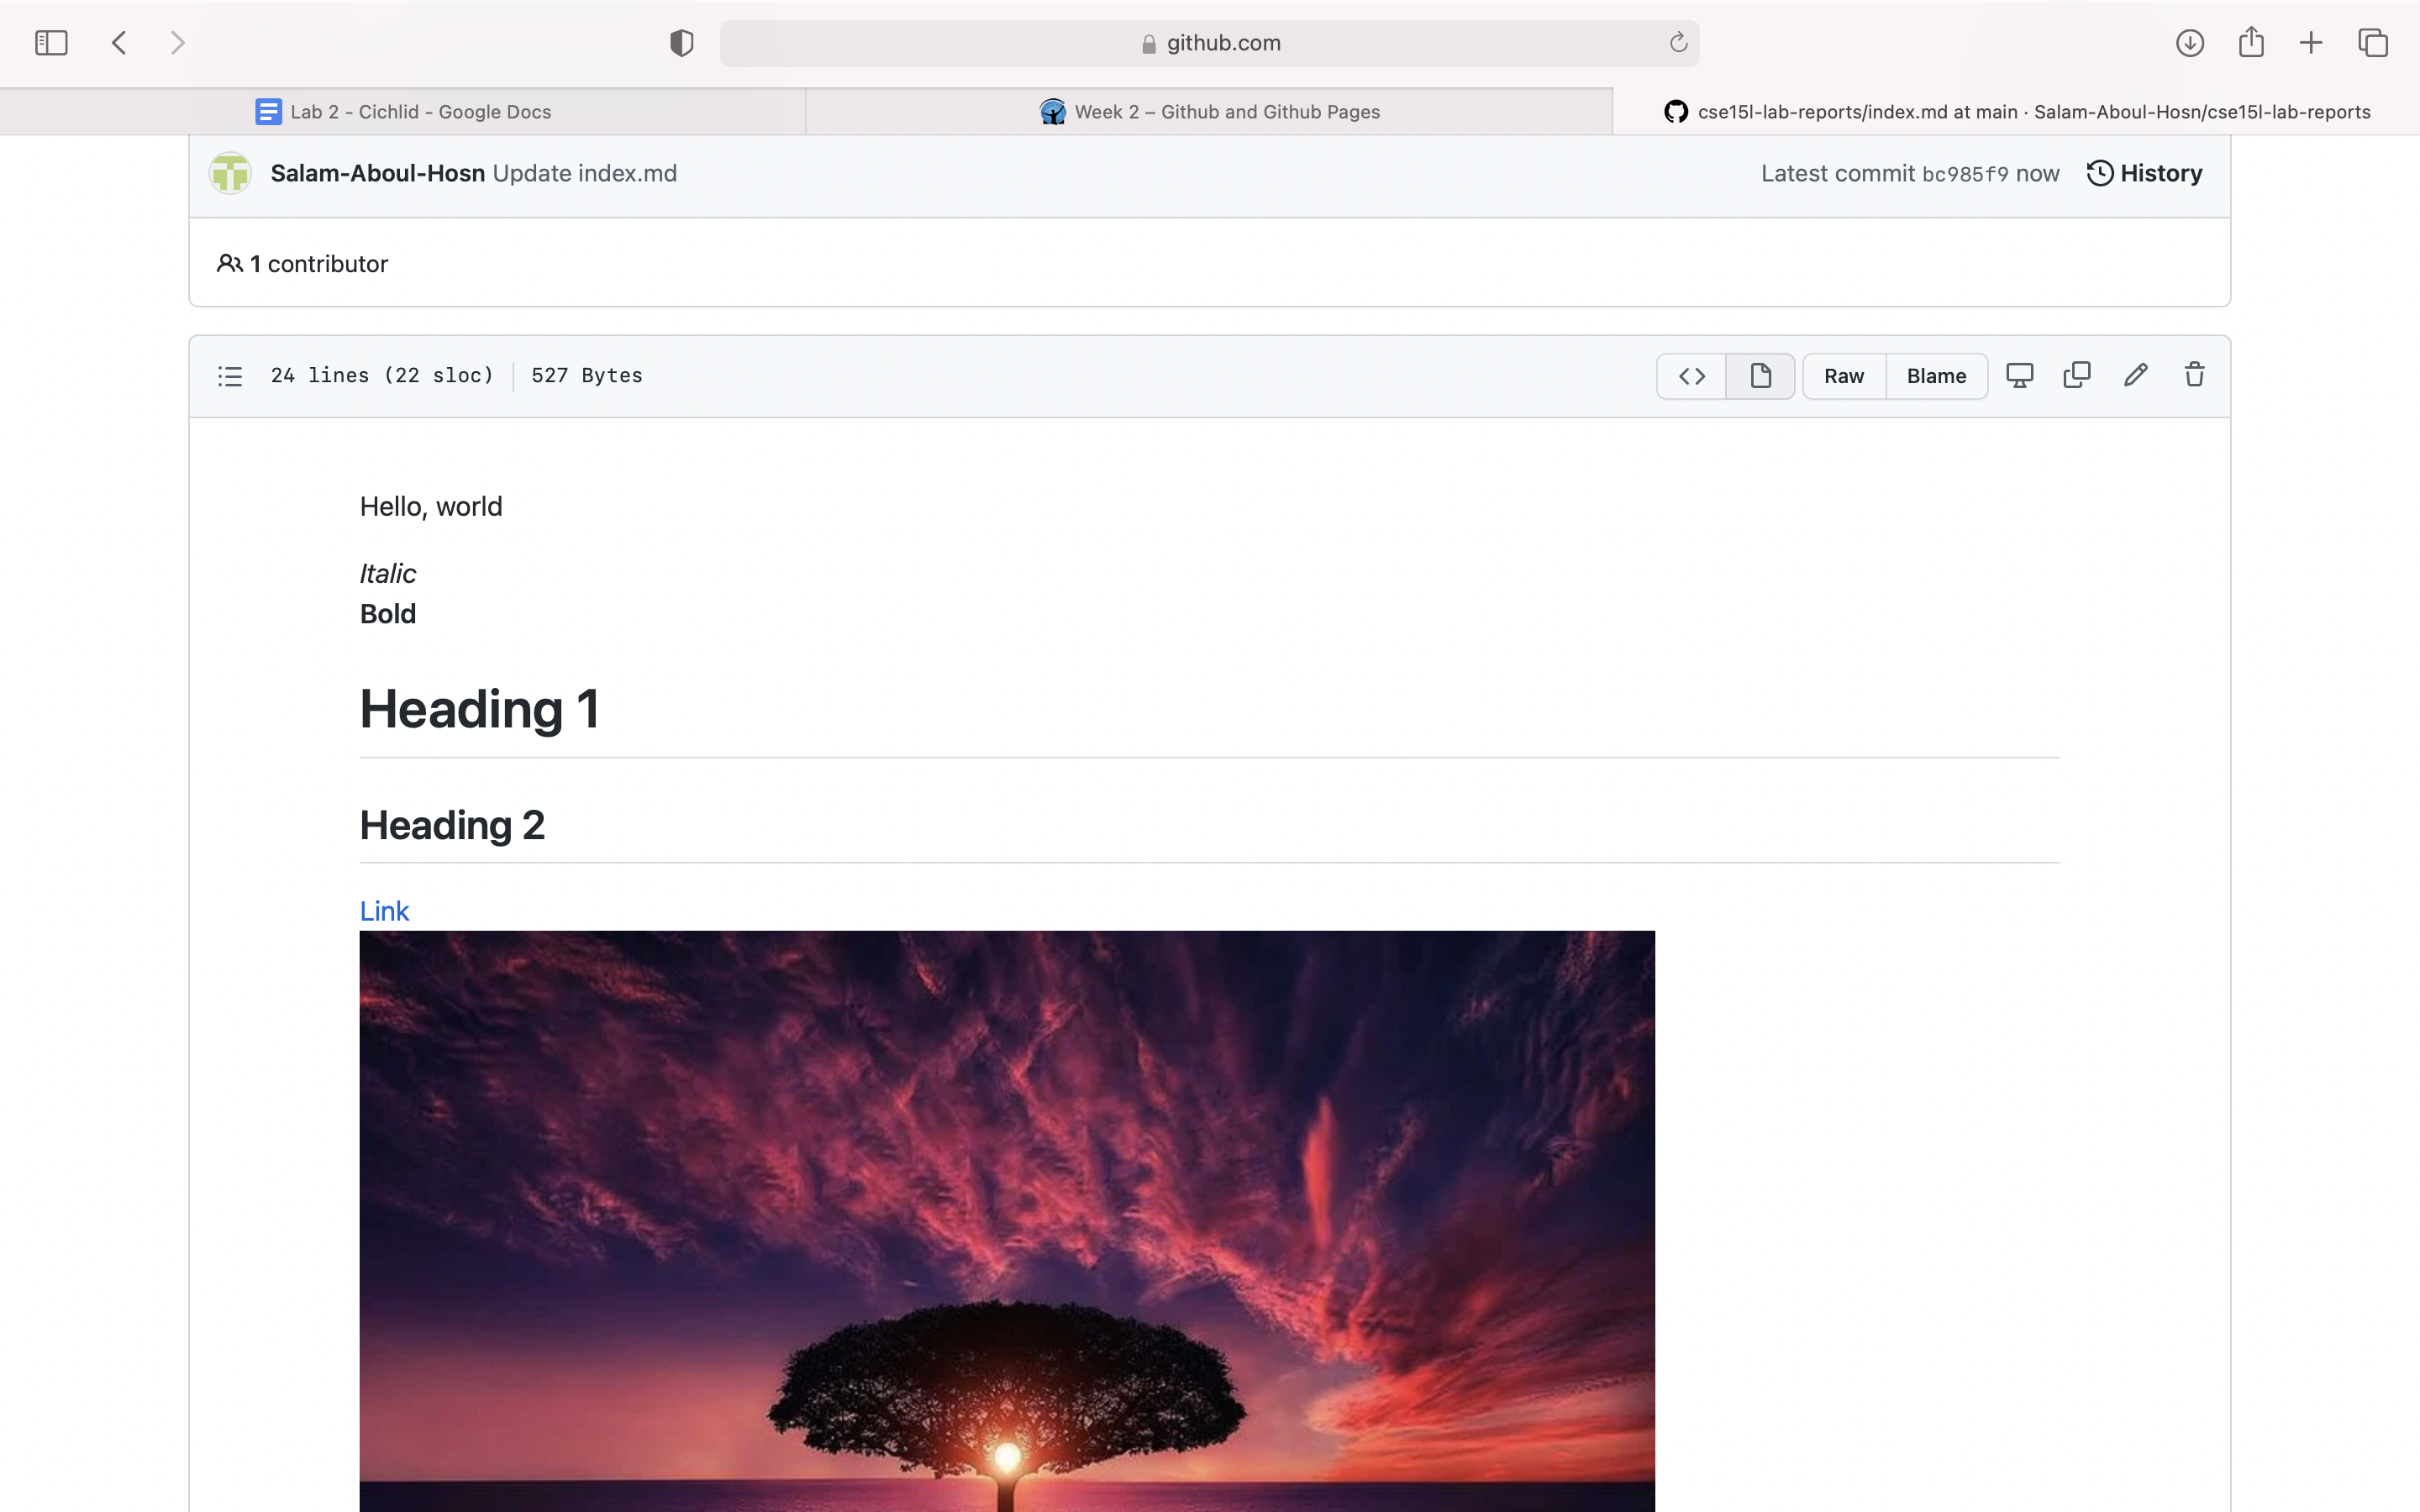 github.com
Lab 2 - Cichlid - Google Docs
Week 2 – Github and Github Pages
cse15l-lab-reports/index.md at main · Salam-Aboul-Hosn/cse15l-lab-reports
Salam-Aboul-Hosn Update index.md
Latest commit bc985f9 now
History
1 contributor
24 lines (22 sloc)
527 Bytes
Raw
Blame
Hello, world
Italic
Bold
Heading 1
Heading 2
Link